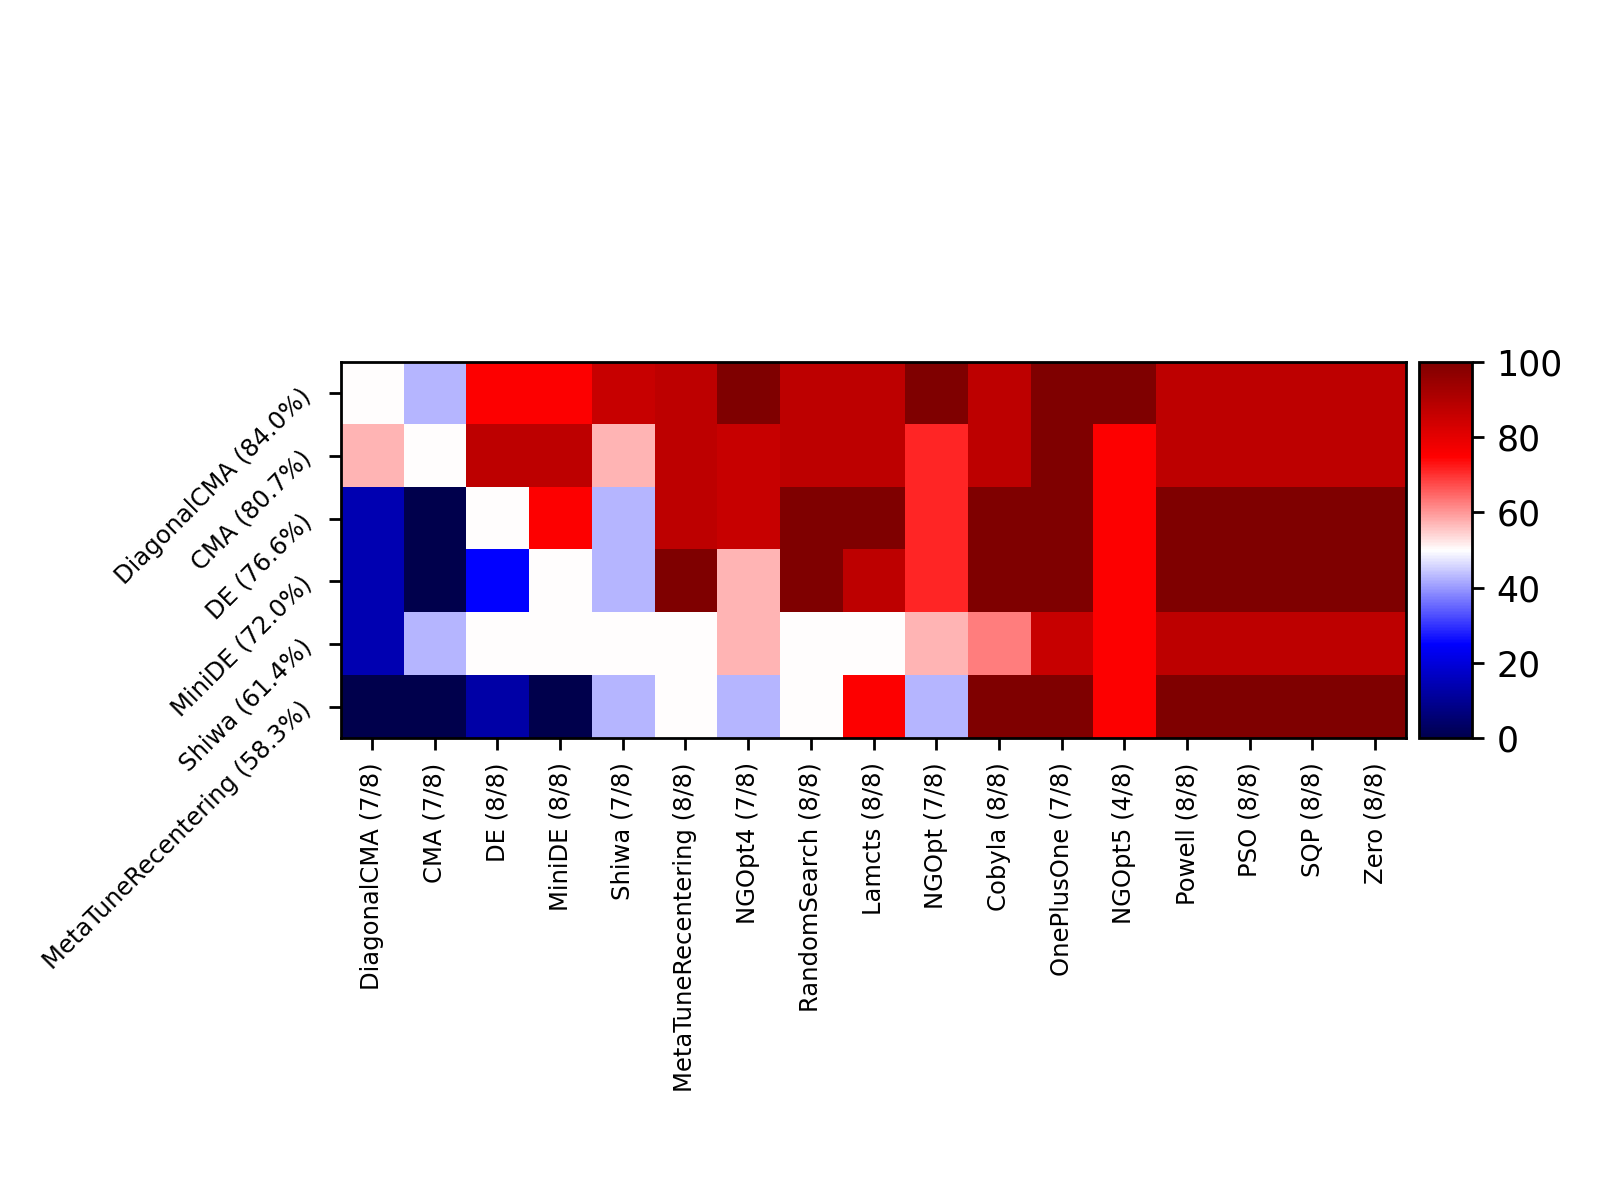 DiagonalCMA (84.0%)
CMA (80.7%)
DE (76.6%)
MiniDE (72.0%)
Shiwa (61.4%)
MetaTuneRecentering (58.3%)
DiagonalCMA (7/8)
CMA (7/8)
DE (8/8)
MiniDE (8/8)
Shiwa (7/8)
MetaTuneRecentering (8/8)
NGOpt4 (7/8)
RandomSearch (8/8)
Lamcts (8/8)
NGOpt (7/8)
Cobyla (8/8)
OnePlusOne (7/8)
NGOpt5 (4/8)
Powell (8/8)
PSO (8/8)
SQP (8/8)
Zero (8/8)
100
80
60
40
20
0